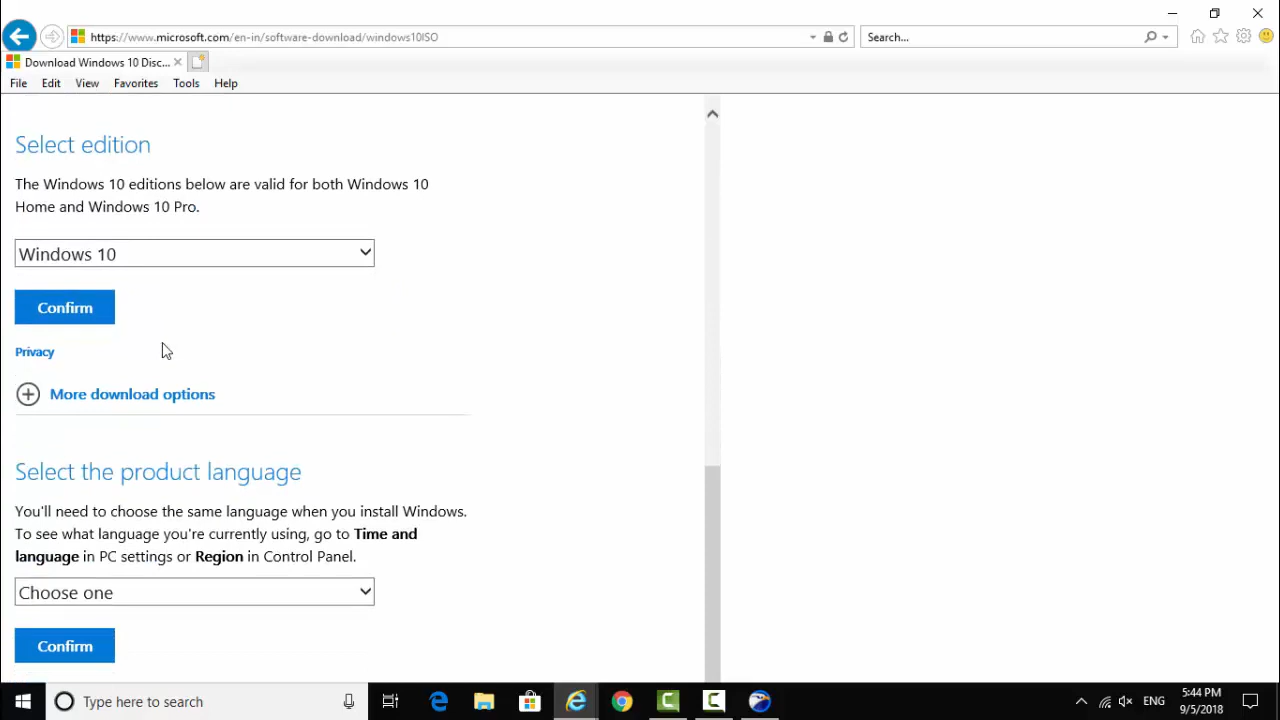 https://www.microsoft.com/en-in/software-download/windows10ISO
Search...
Download Windows 10 Disc...
File Edit View Favorites Tools Help
Select edition
The Windows 10 editions below are valid for both Windows 10
Home and Windows 10 Pro.
Windows 10
Confirm
Privacy
More download options
Select the product language
You'll need to choose the same language when you install Windows.
To see what language you're currently using, go to Time and
language in PC settings or Region in Control Panel.
Choose one
Confirm
Type here to search
ENG
5:44 PM
9/5/2018